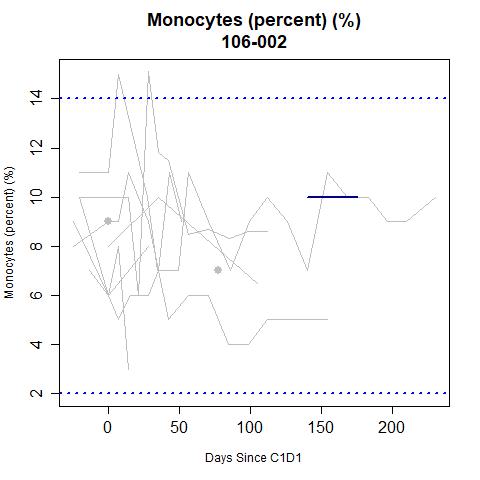 Monocytes (percent) (%)
106-002
Monocytes (percent) (%)
14
12
10
8
6
4
2
0 50 100 150 200
Days Since C1D1